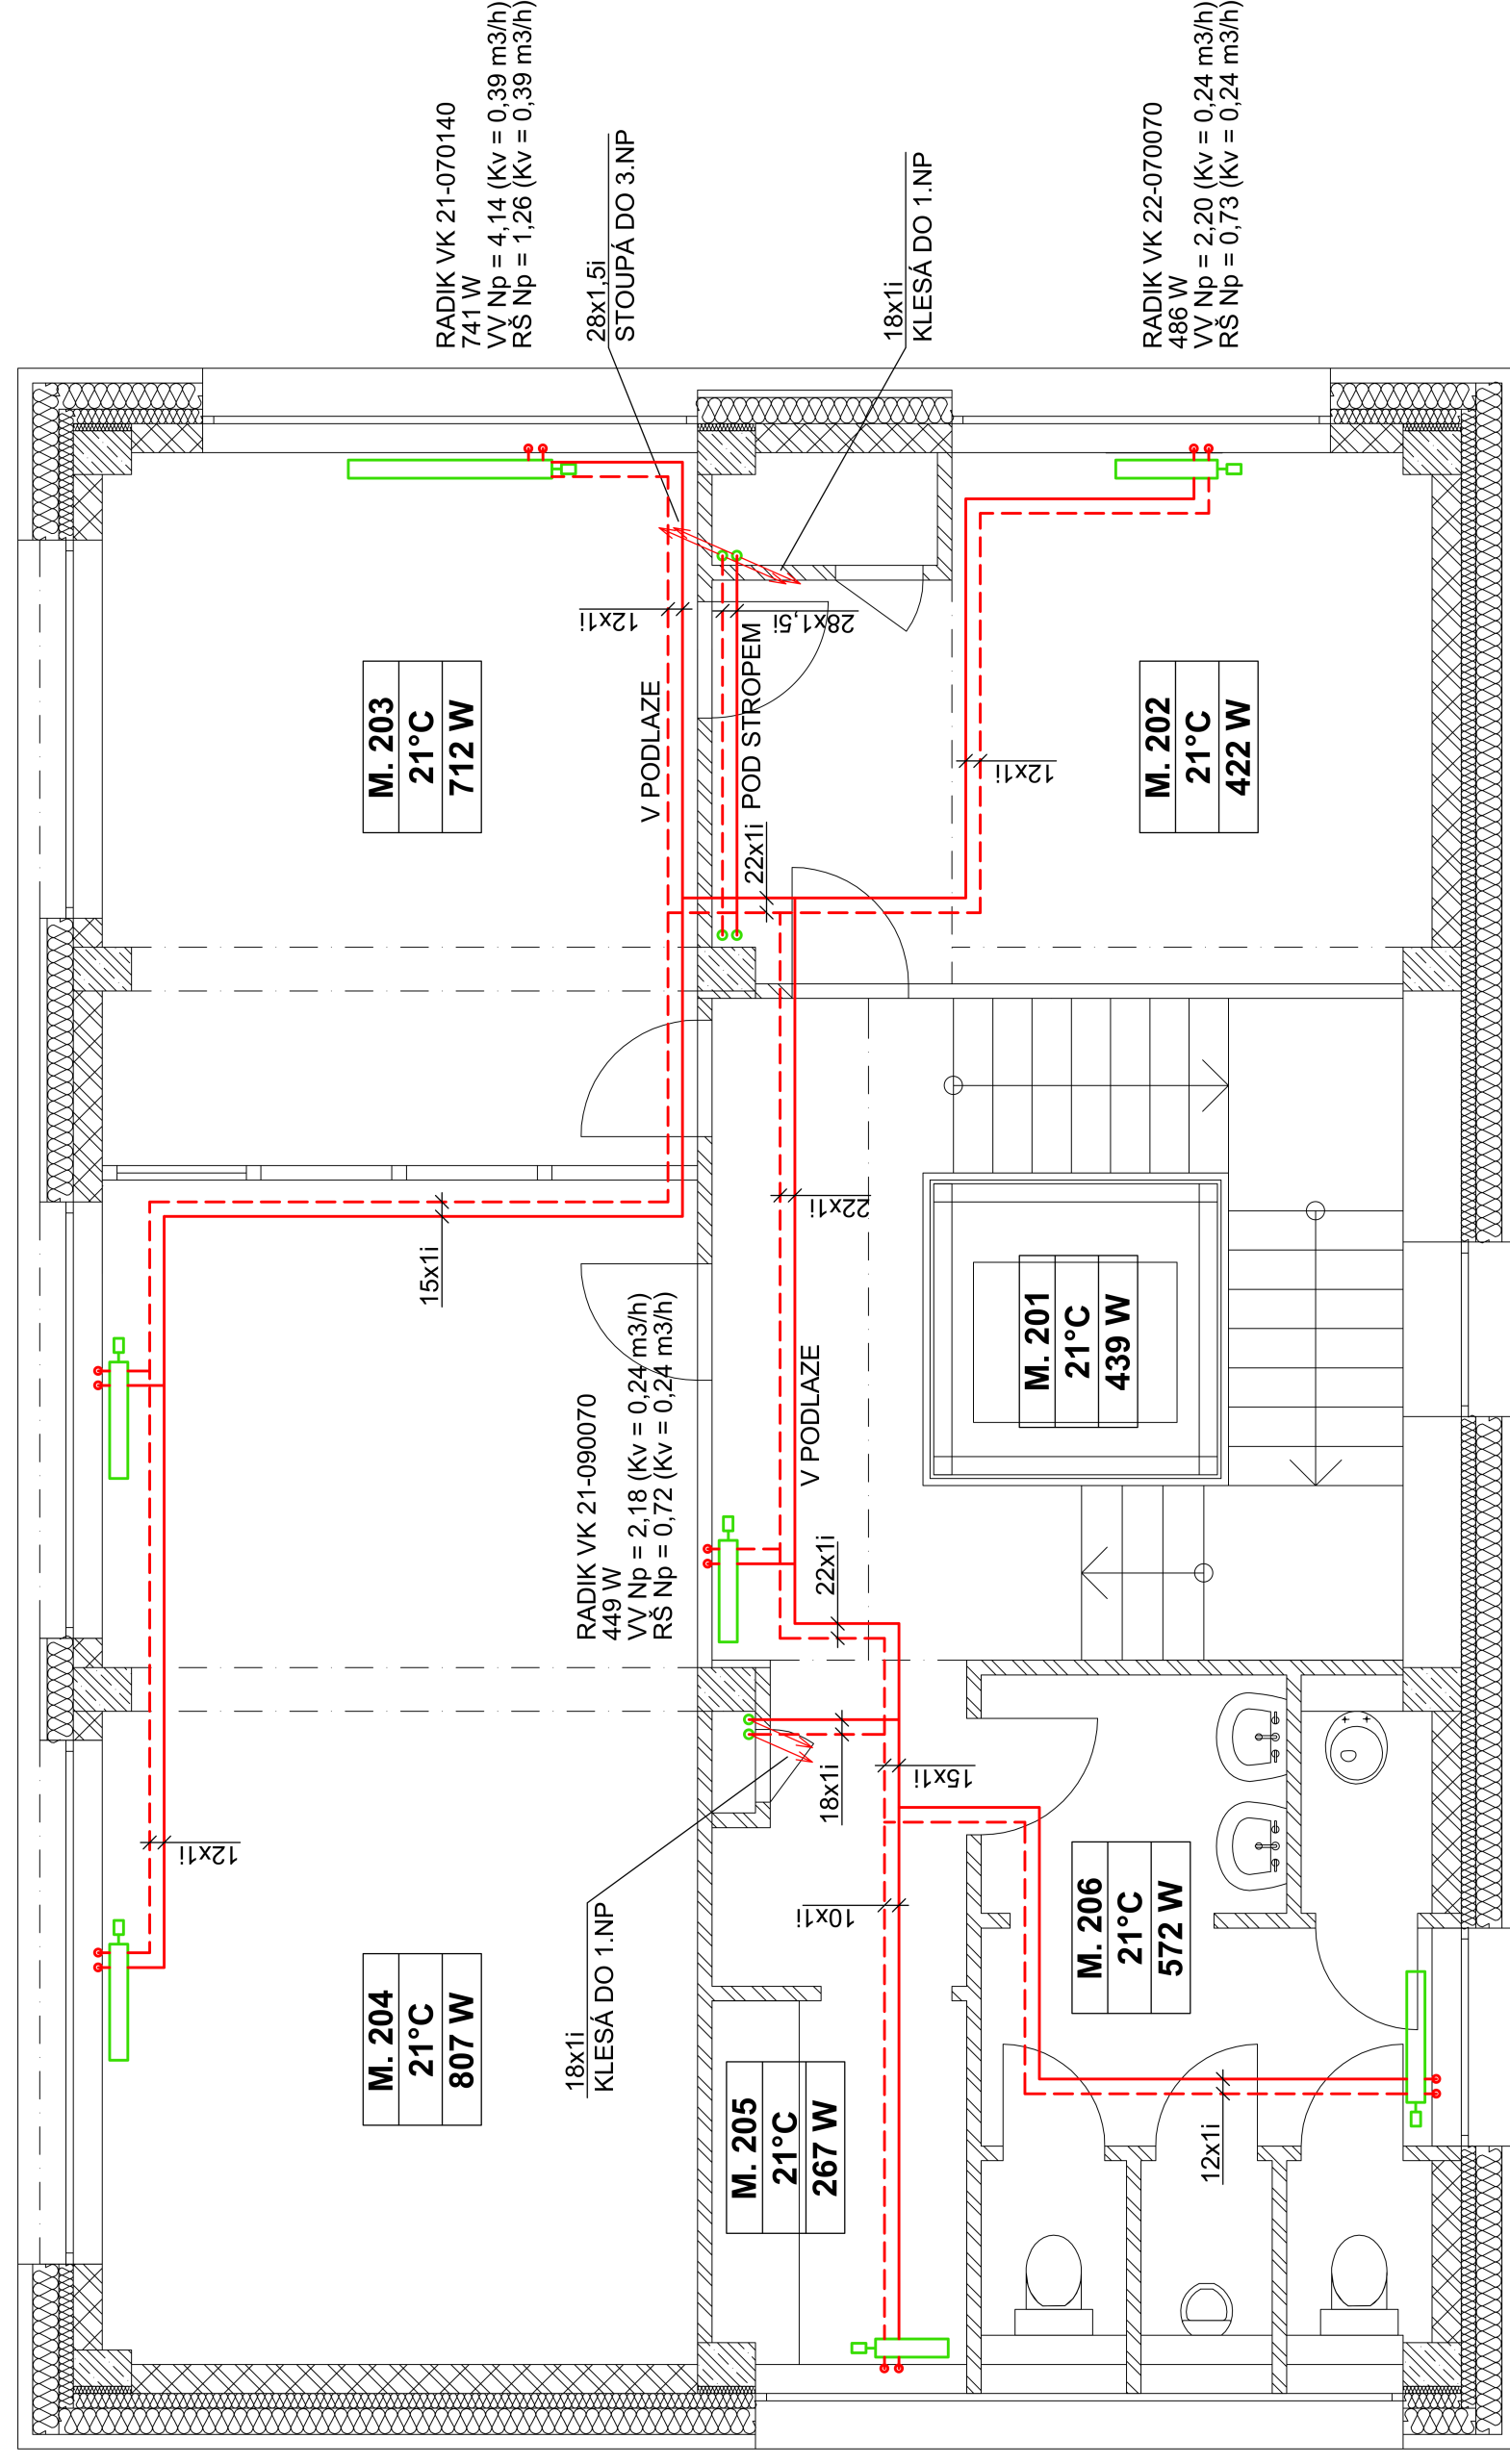 RADIK VK 21-070140
741 W
VV Np = 4,14 (Kv = 0,39 m3/h)
RŠ Np = 1,26 (Kv = 0,39 m3/h)
28x1,5i
STOUPÁ DO 3.NP
18x1i
KLESÁ DO 1.NP
RADIK VK 22-070070
486 W
VV Np = 2,20 (Kv = 0,24 m3/h)
RŠ Np = 0,73 (Kv = 0,24 m3/h)
M. 203
21°C
712 W
12x1i
V PODLAZE
28x1,5i
POD STROPEM
22x1i
12x1i
M. 202
21°C
422 W
15x1i
22x1i
V PODLAZE
M. 201
21°C
439 W
RADIK VK 21-090070
449 W
VV Np = 2,18 (Kv = 0,24 m3/h)
RŠ Np = 0,72 (Kv = 0,24 m3/h)
22x1i
12x1i
18x1i
15x1i
10x1i
M. 204
21°C
807 W
18x1i
KLESÁ DO 1.NP
M. 205
21°C
267 W
M. 206
21°C
572 W
12x1i